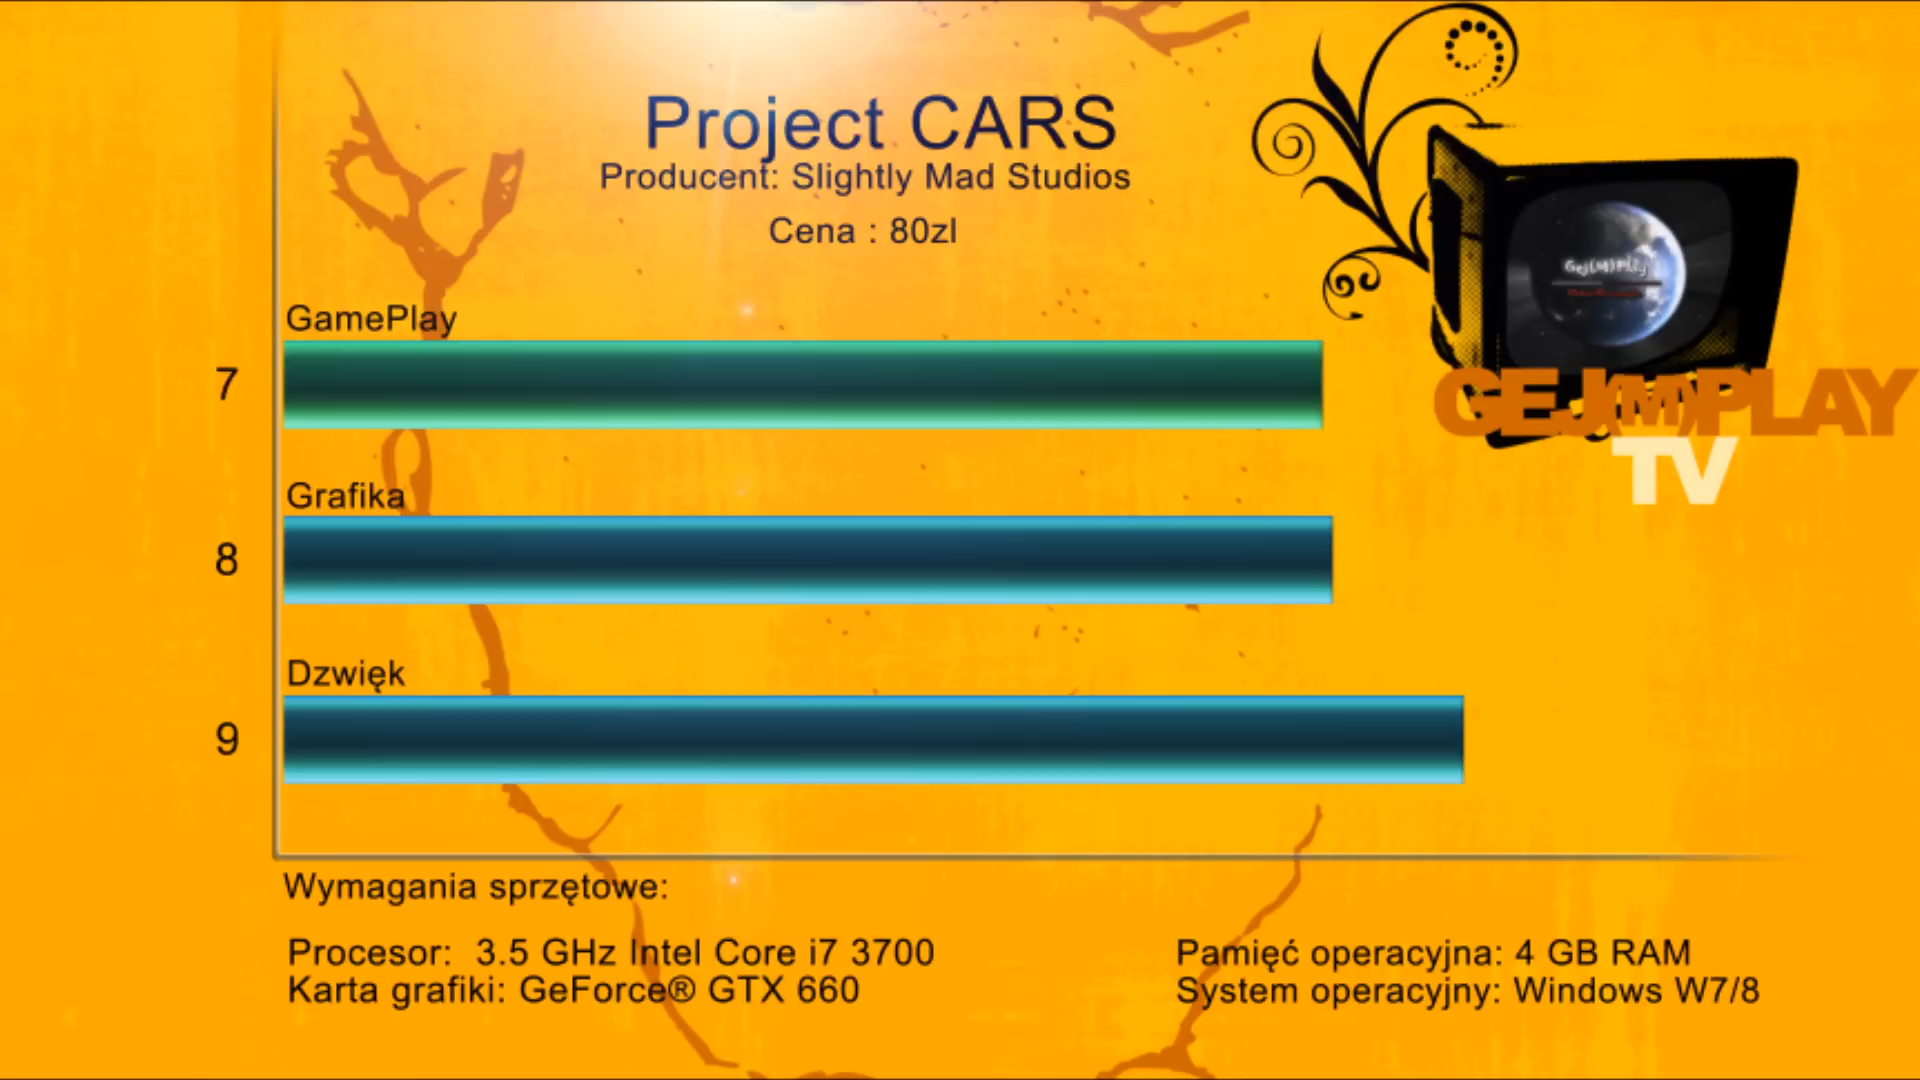 Project CARS
Producent: Slightly Mad Studios
Cena : 80zl
GamePlay
7
Grafika
8
Dzwięk
9
Gej(M)Play
GEJ(M)PLAY
TV
Wymagania sprzętowe:
Procesor: 3.5 GHz Intel Core i7 3700
Karta grafiki: GeForce® GTX 660
Pamięć operacyjna: 4 GB RAM
System operacyjny: Windows W7/8